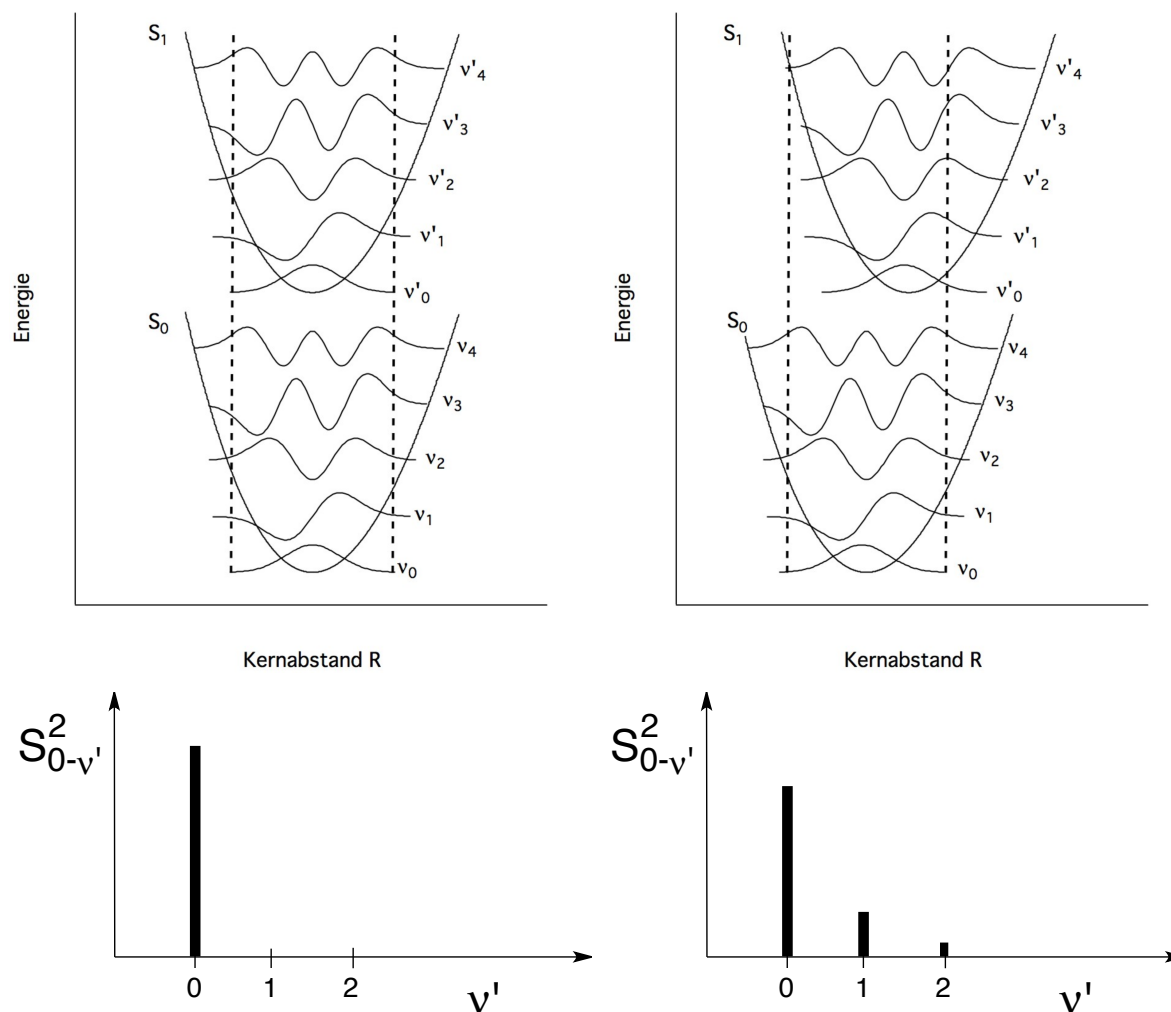 S₁
ν'₄
ν'₃
ν'₂
ν'₁
ν'₀
S₀
ν₄
ν₃
ν₂
ν₁
ν₀
Energie
Kernabstand R
S₁
ν'₄
ν'₃
ν'₂
ν'₁
ν'₀
S₀
ν₄
ν₃
ν₂
ν₁
ν₀
Energie
Kernabstand R
S²₀₋ν'
0 1 2 ν'
S²₀₋ν'
0 1 2 ν'